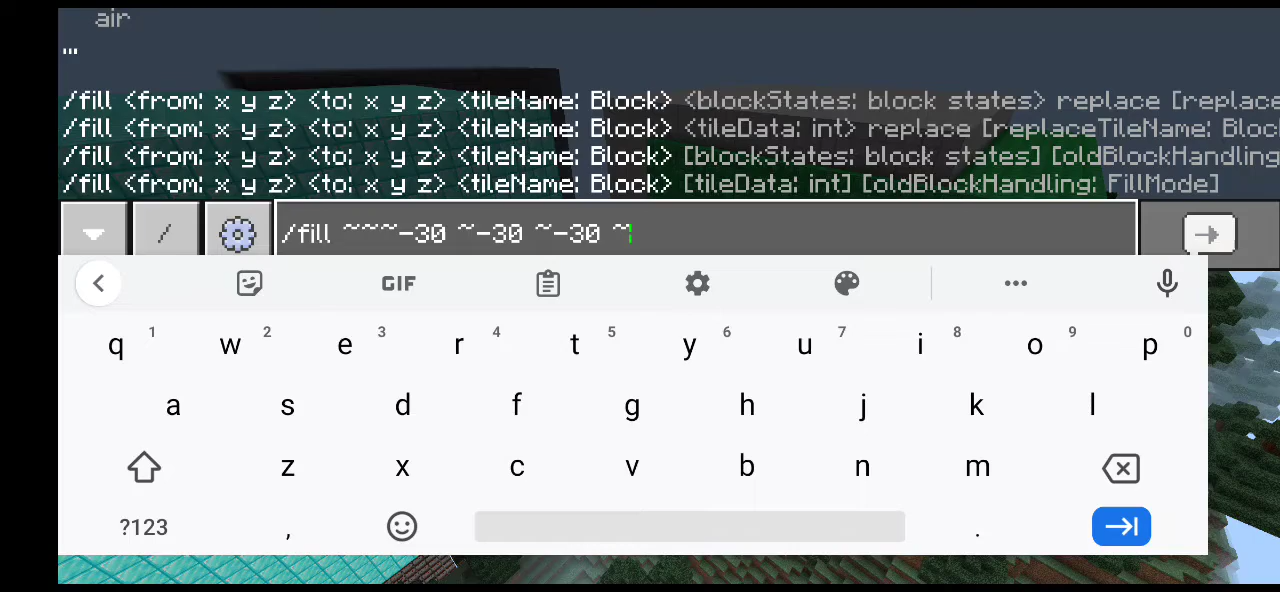 air
...
/fill <from: x y z> <to: x y z> <tileName: Block> <blockStates: block states> replace [replace
/fill <from: x y z> <to: x y z> <tileName: Block> <tileData: int> replace [replaceTileName: Bloc
/fill <from: x y z> <to: x y z> <tileName: Block> [blockStates: block states] [oldBlockHandling
/fill <from: x y z> <to: x y z> <tileName: Block> [tileData: int] [oldBlockHandling: FillMode]
/ /fill ~~~-30 ~-30 ~-30 ~
GIF
q 1 w 2 e 3 r 4 t 5 y 6 u 7 i 8 o 9 p 0
a s d f g h j k l
z x c v b n m
?123 , .